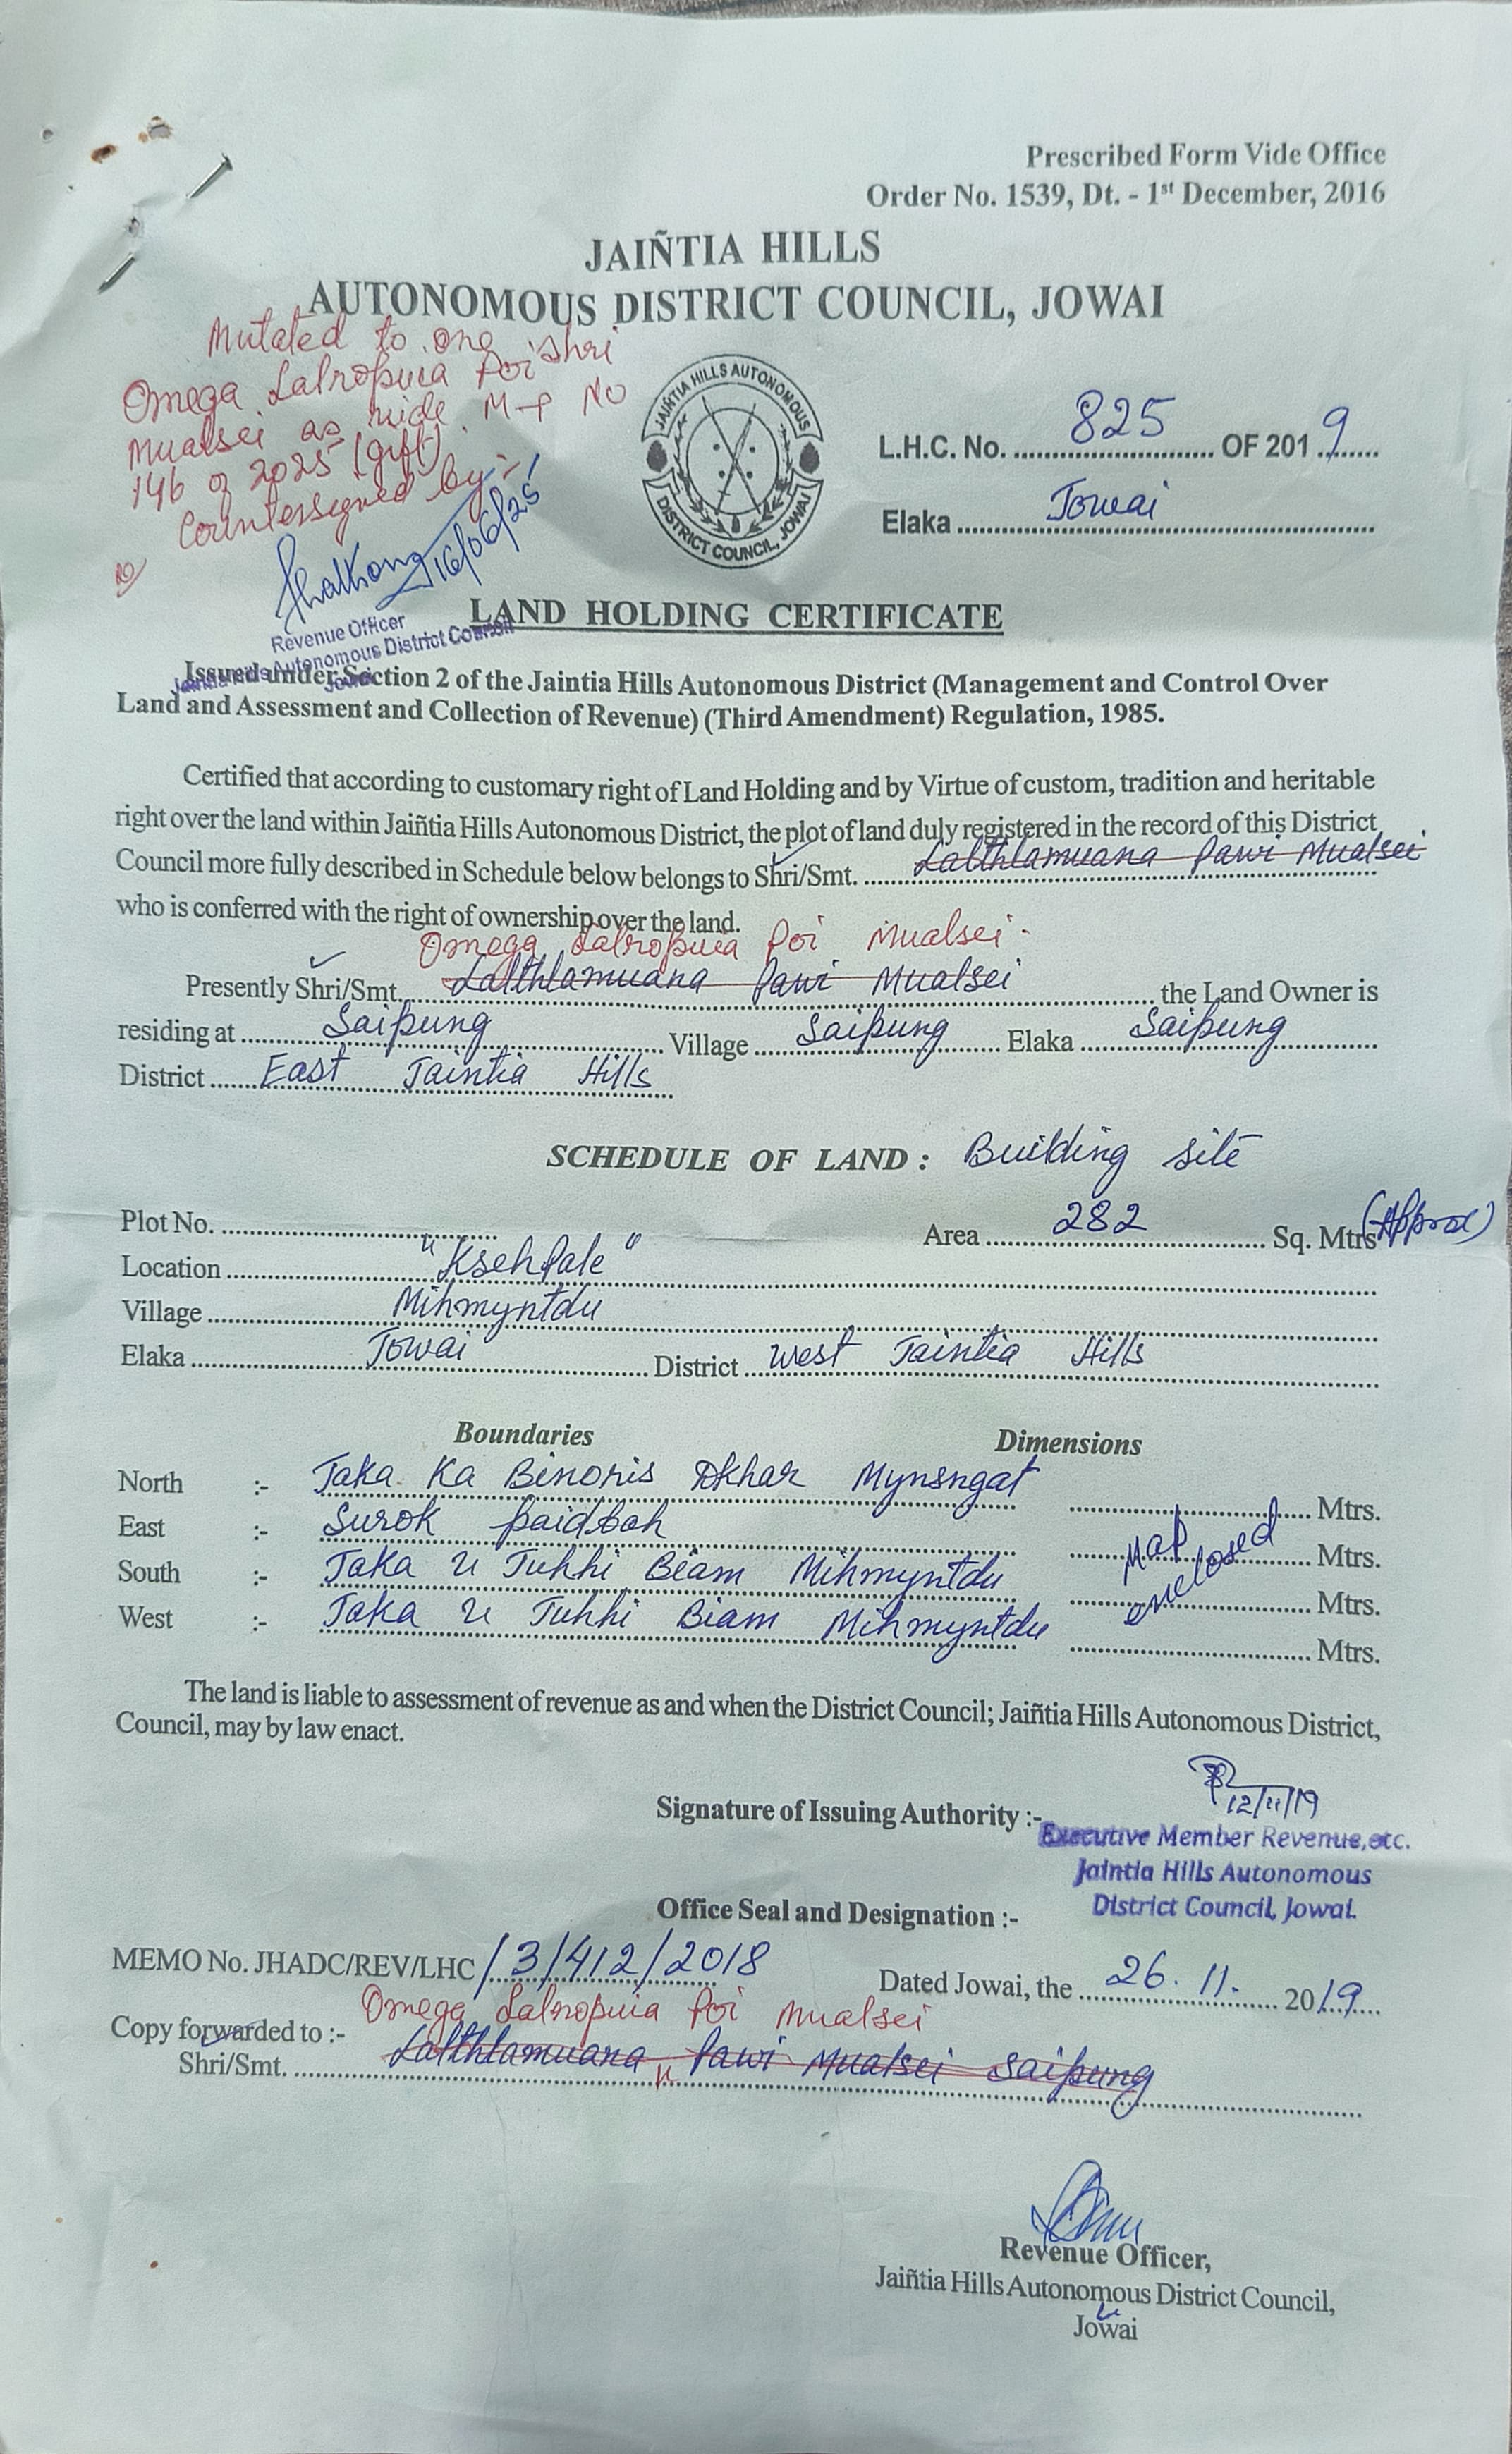 Prescribed Form Vide Office
Order No. 1539, Dt. - 1st December, 2016
JAIÑTIA HILLS
AUTONOMOUS DISTRICT COUNCIL, JOWAI
Mutated to one Shri
Omega Lalropuia Poi
Mualsei as vide M-P NO
146 of 2025 (gift).
Countersigned by:-
16/06/25
Revenue Officer
Jaintia Hills Autonomous District Council
Jowai
JAIÑTIA HILLS AUTONOMOUS
DISTRICT COUNCIL, JOWAI
L.H.C. No. 825 OF 2019
Elaka Jowai
LAND HOLDING CERTIFICATE
Issued under Section 2 of the Jaintia Hills Autonomous District (Management and Control Over
Land and Assessment and Collection of Revenue) (Third Amendment) Regulation, 1985.
Certified that according to customary right of Land Holding and by Virtue of custom, tradition and heritable
right over the land within Jaiñtia Hills Autonomous District, the plot of land duly registered in the record of this District
Council more fully described in Schedule below belongs to Shri/Smt. Lalthlamuana Pawi Mualsei
who is conferred with the right of ownership over the land.
Omega Lalropuia Poi Mualsei.
Presently Shri/Smt. Lalthlamuana Pawi Mualsei the Land Owner is
residing at Saipung Village Saipung Elaka Saipung
District East Jaintia Hills
SCHEDULE OF LAND : Building site
Plot No. Area 282 Sq. Mtrs (Approx)
Location "Ksehpale"
Village Mihmyntdu
Elaka Jowai District West Jaintia Hills
Boundaries Dimensions
North :- Jaka Ka Binoris Dkhar Mynsngat Mtrs.
East :- Surok paidbah Mtrs.
South :- Jaka U Tuhhi Biam Mihmyntdu Mtrs.
West :- Jaka U Tuhhi Biam Mihmyntdu Mtrs.
Map
enclosed
The land is liable to assessment of revenue as and when the District Council; Jaiñtia Hills Autonomous District,
Council, may by law enact.
12/11/19
Signature of Issuing Authority :-
Executive Member Revenue,etc.
Jaintia Hills Autonomous
District Council, Jowai.
Office Seal and Designation :-
MEMO No. JHADC/REV/LHC/3/412/2018 Dated Jowai, the 26. 11. 2019
Omega Lalropuia Poi Mualsei
Copy forwarded to :-
Shri/Smt. Lalthlamuana Pawi Mualsei Saipung
Revenue Officer,
Jaiñtia Hills Autonomous District Council,
Jowai